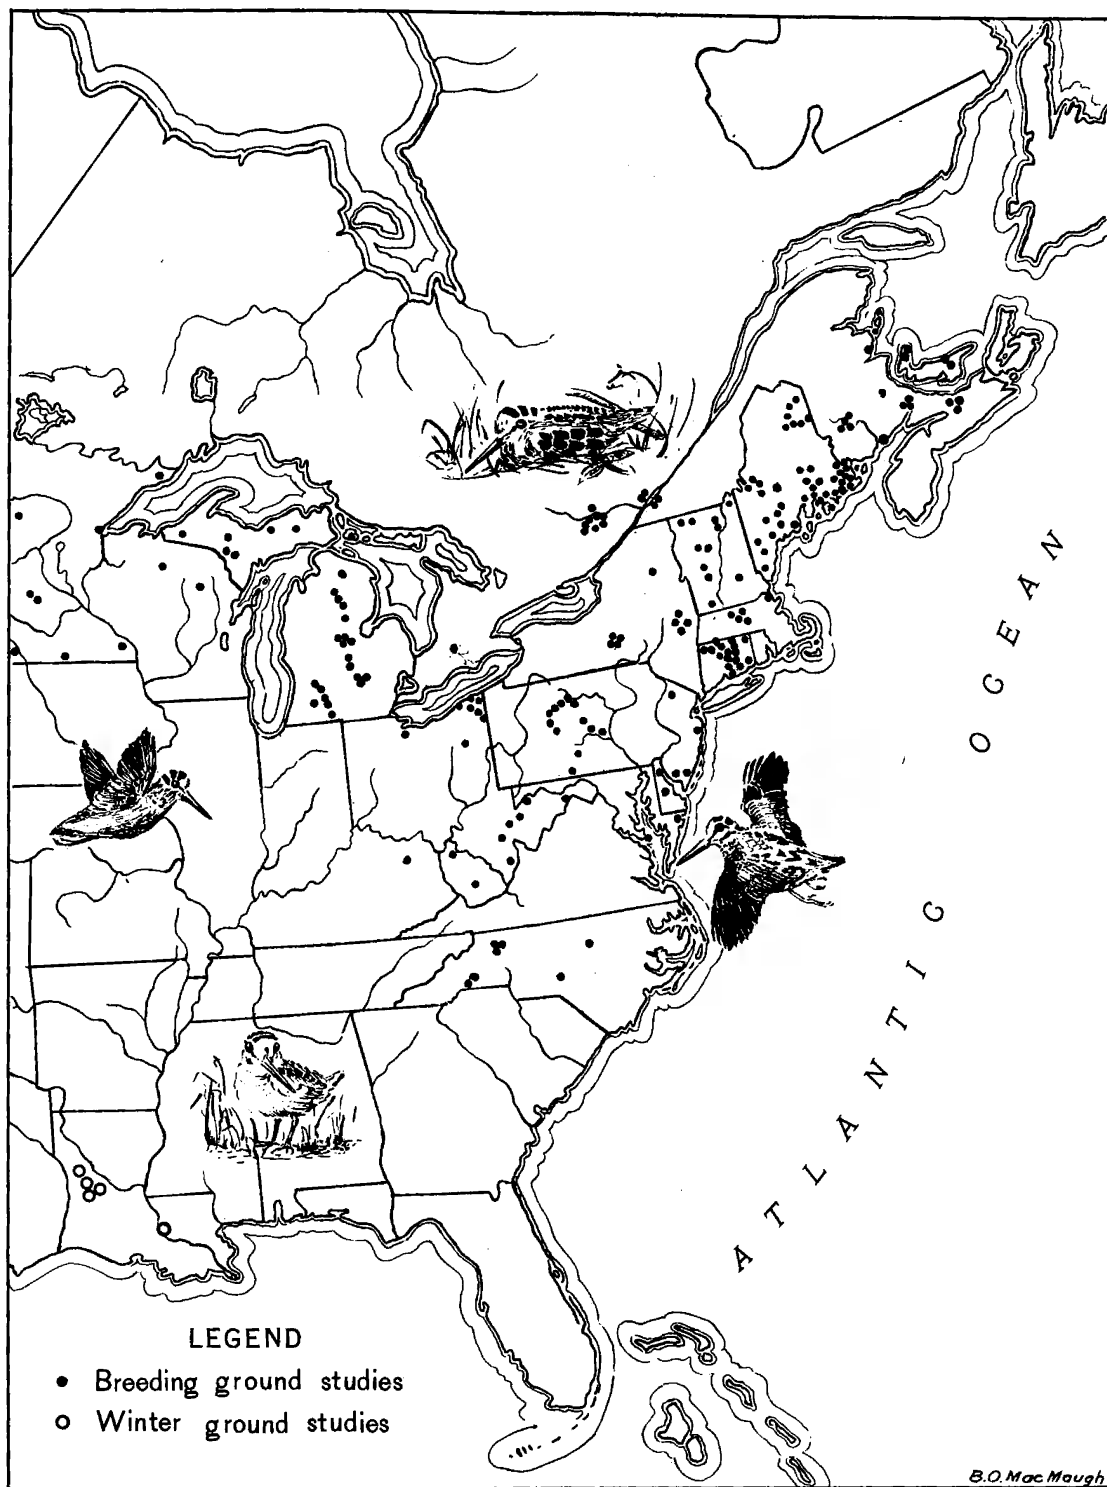 ATLANTIC OCEAN
LEGEND
Breeding ground studies
Winter ground studies
B.O. MacMaugh